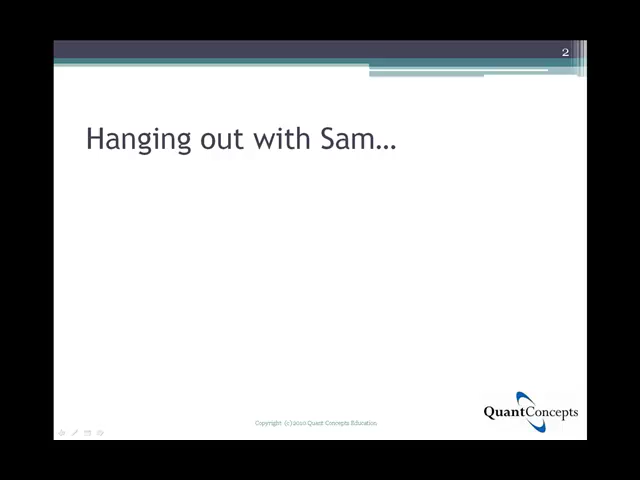 2
Hanging out with Sam…
QuantConcepts
Copyright (c) 2010 Quant Concepts Education